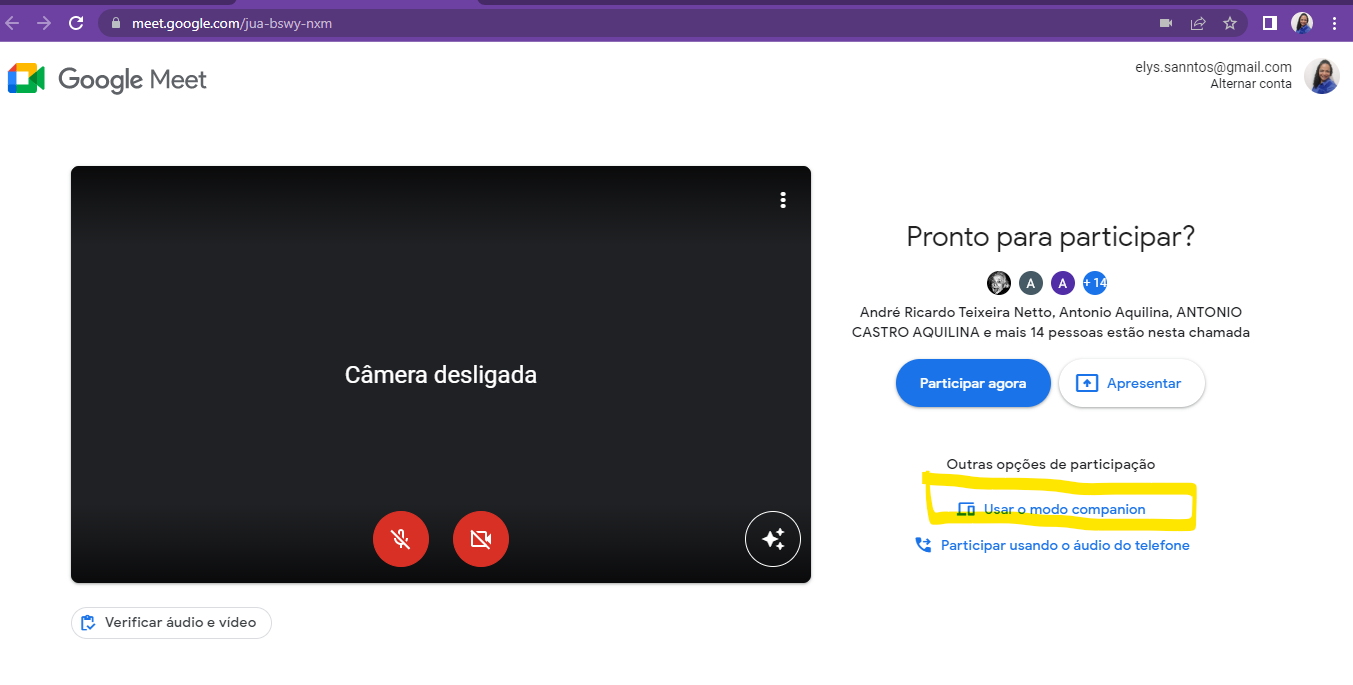 meet.google.com/jua-bswy-nxm
Google Meet
elys.sanntos@gmail.com
Alternar conta
Câmera desligada
Pronto para participar?
A
A
+14
André Ricardo Teixeira Netto, Antonio Aquilina, ANTONIO
CASTRO AQUILINA e mais 14 pessoas estão nesta chamada
Participar agora
Apresentar
Outras opções de participação
Usar o modo companion
Participar usando o áudio do telefone
Verificar áudio e vídeo